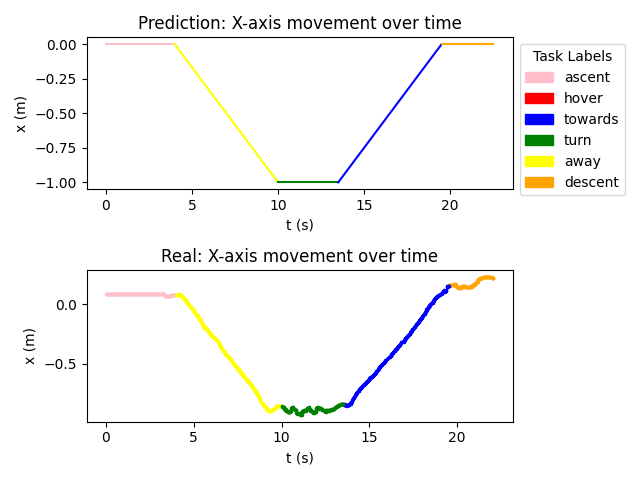 Prediction: X-axis movement over time
0.00
−0.25
−0.50
−0.75
−1.00
x (m)
0 5 10 15 20
t (s)
Task Labels
ascent
hover
towards
turn
away
descent
Real: X-axis movement over time
0.0
−0.5
x (m)
0 5 10 15 20
t (s)